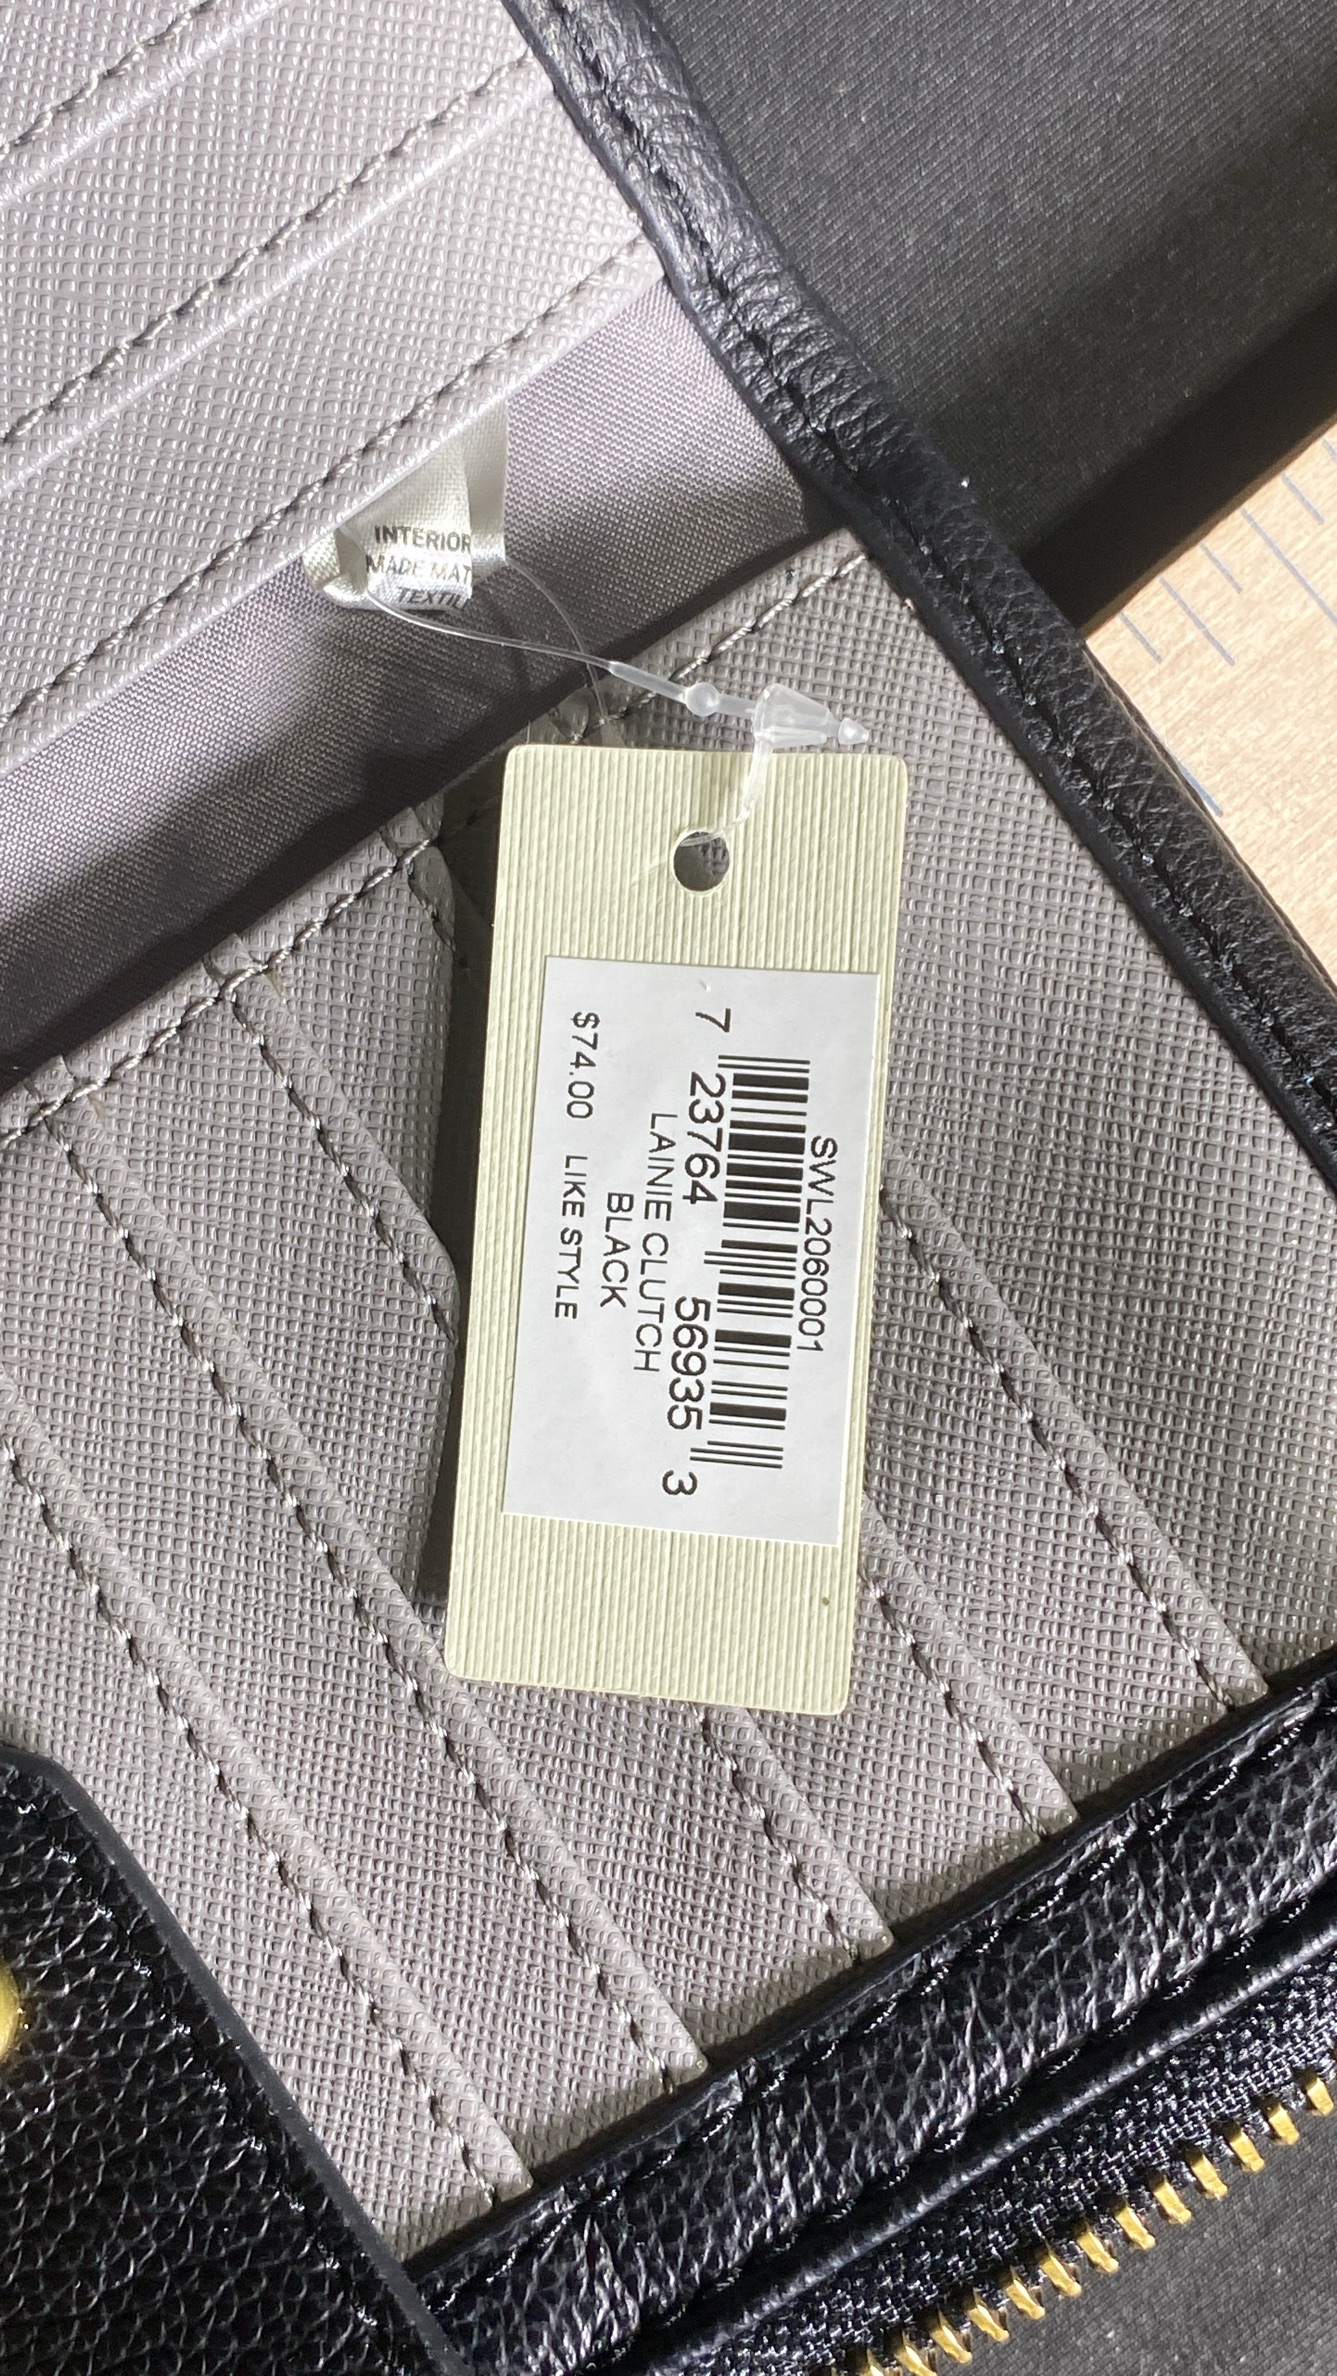 INTERIOR
MADE MAT
TEXTIL
SWL2060001
7 23764 56935 3
LAINIE CLUTCH
BLACK
$74.00 LIKE STYLE